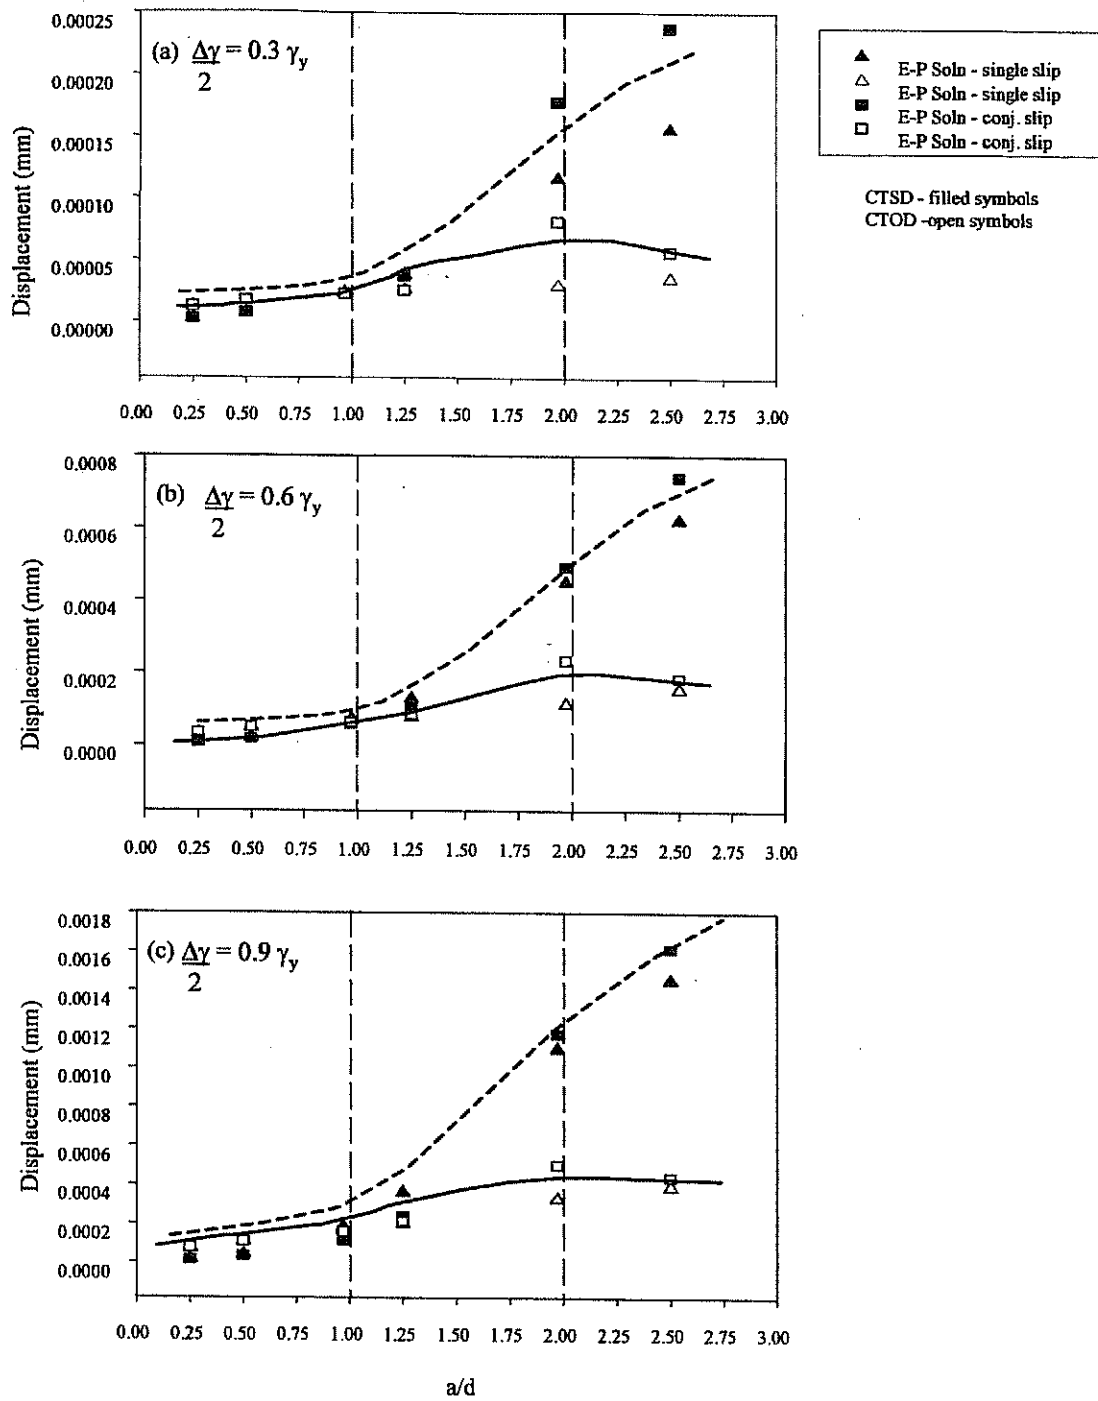 (a) Δγ = 0.3 γy
2
0.00025
0.00020
0.00015
0.00010
0.00005
0.00000
Displacement (mm)
0.00 0.25 0.50 0.75 1.00 1.25 1.50 1.75 2.00 2.25 2.50 2.75 3.00
E-P Soln - single slip
E-P Soln - single slip
E-P Soln - conj. slip
E-P Soln - conj. slip
CTSD - filled symbols
CTOD -open symbols
(b) Δγ = 0.6 γy
2
0.0008
0.0006
0.0004
0.0002
0.0000
Displacement (mm)
0.00 0.25 0.50 0.75 1.00 1.25 1.50 1.75 2.00 2.25 2.50 2.75 3.00
(c) Δγ = 0.9 γy
2
0.0018
0.0016
0.0014
0.0012
0.0010
0.0008
0.0006
0.0004
0.0002
0.0000
Displacement (mm)
0.00 0.25 0.50 0.75 1.00 1.25 1.50 1.75 2.00 2.25 2.50 2.75 3.00
a/d